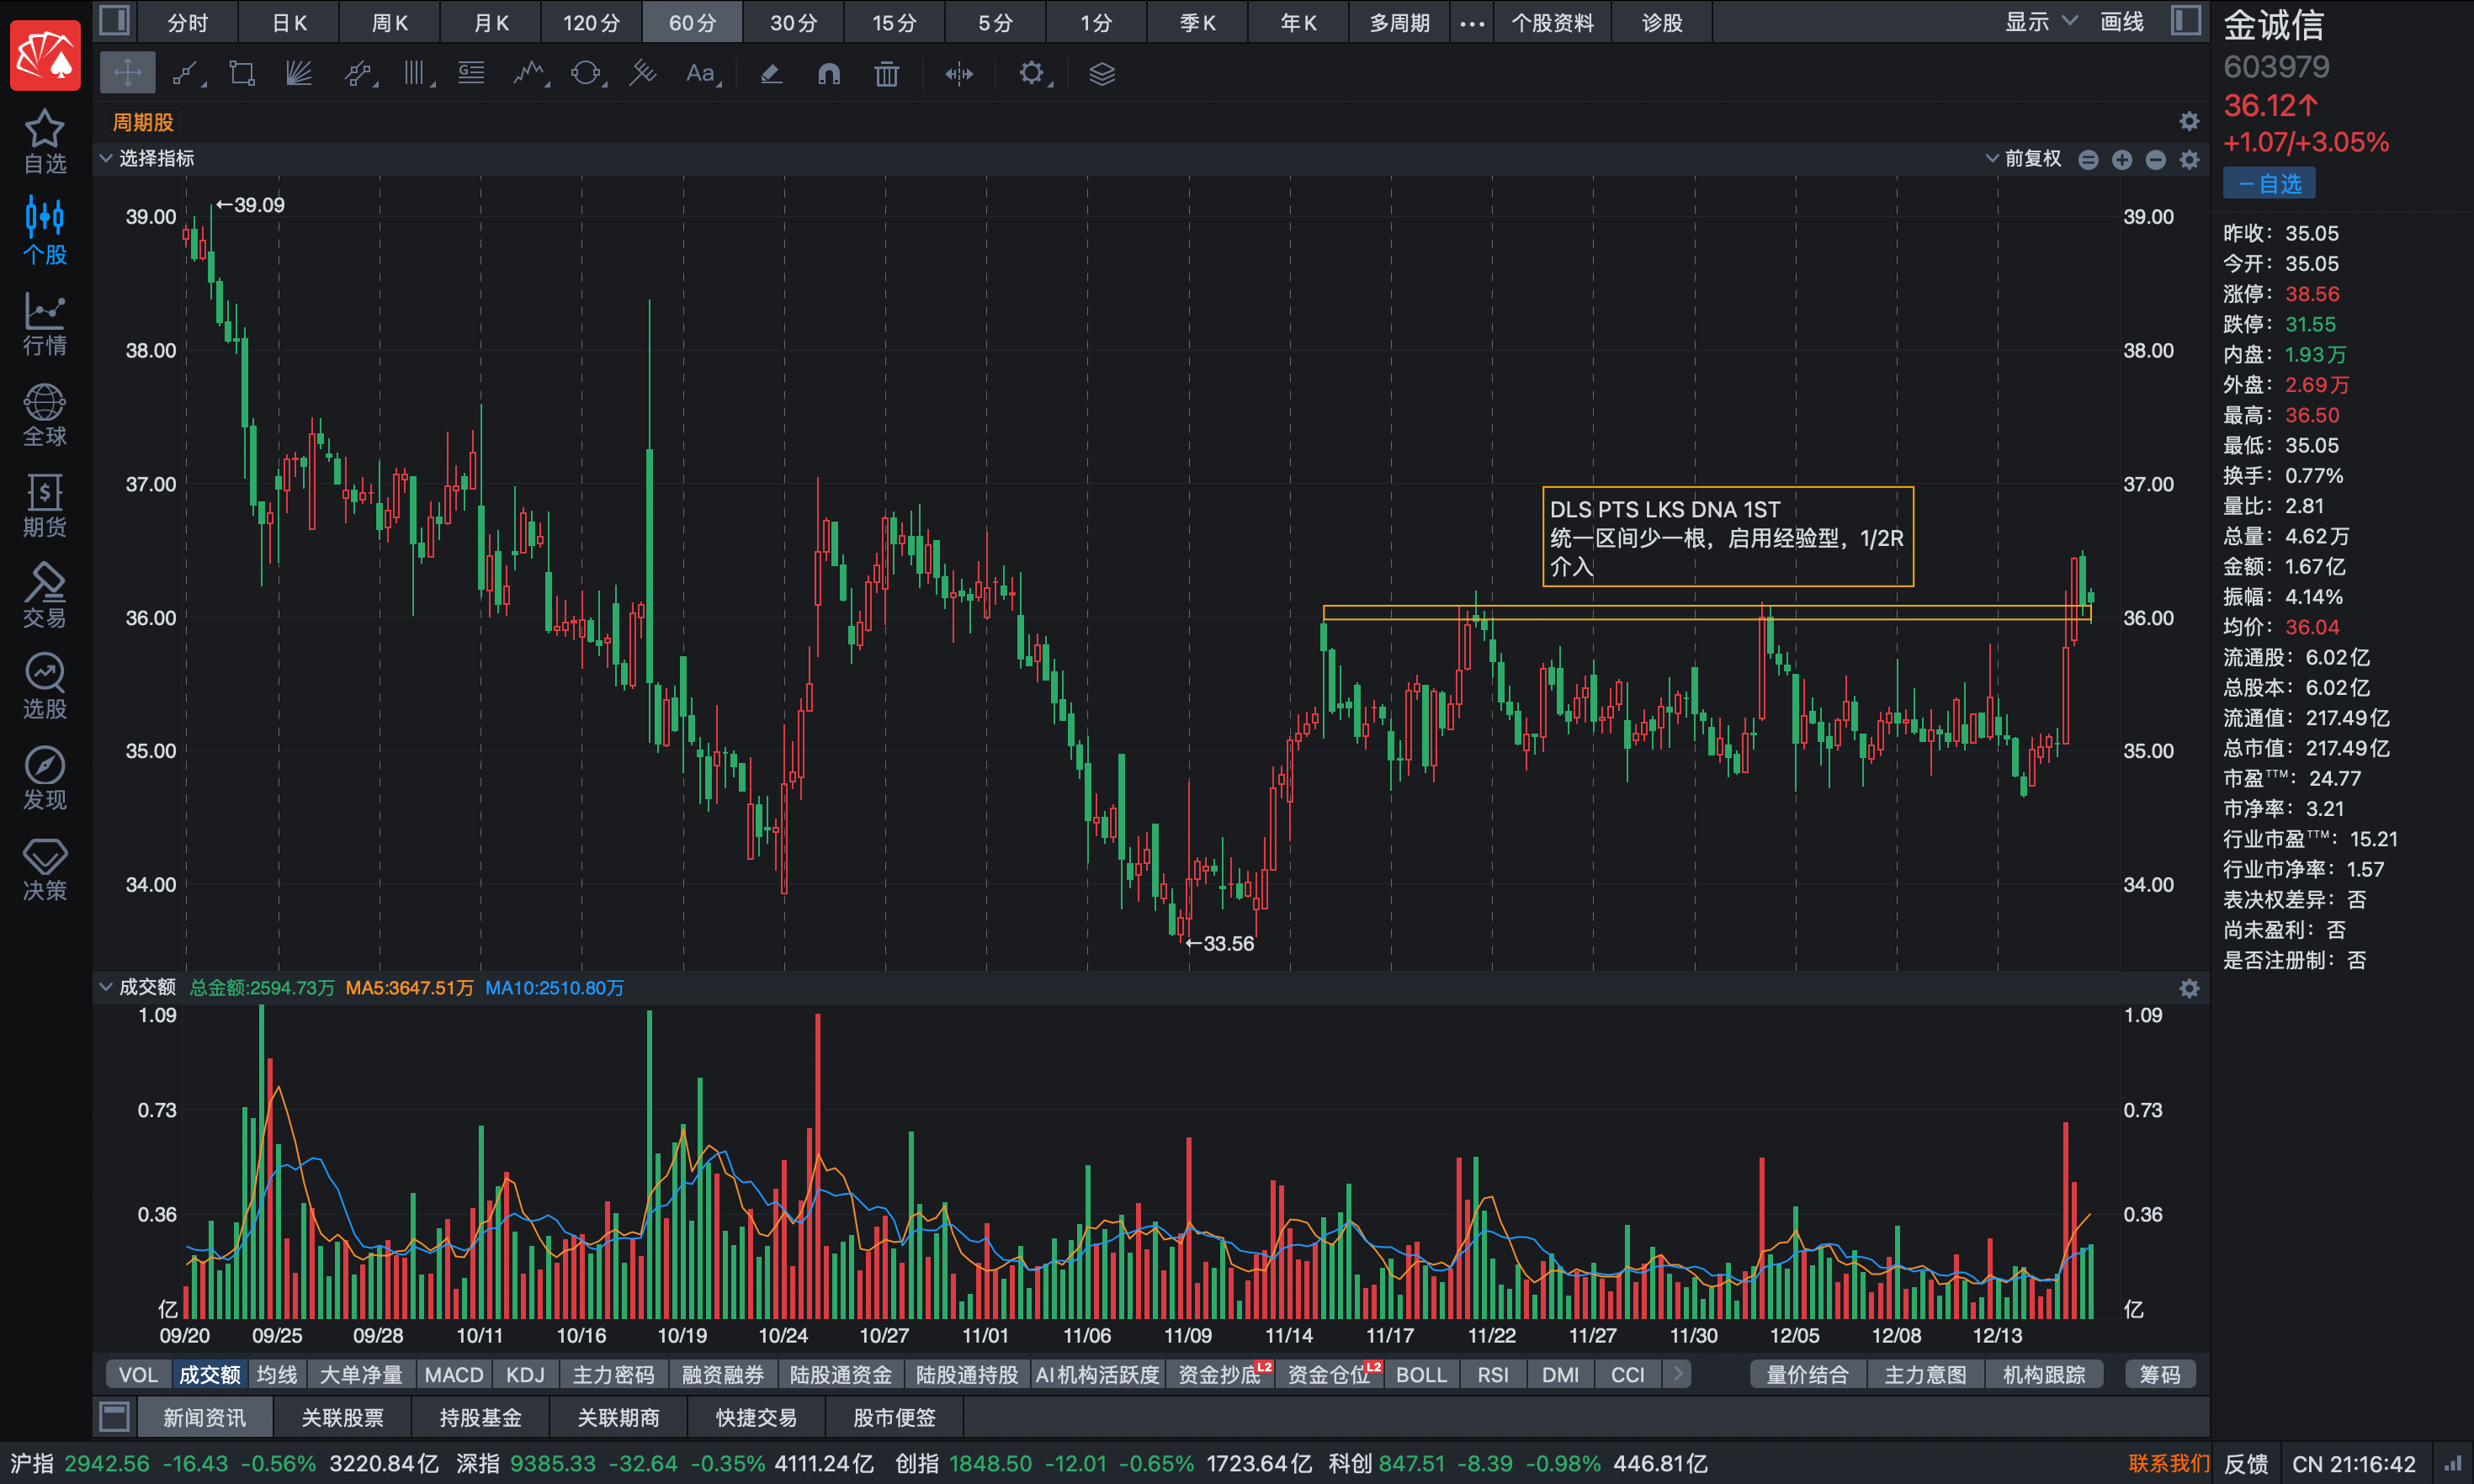 分时 日K 周K 月K 120分 60分 30分 15分 5分 1分 季K 年K 多周期 ••• 个股资料 诊股 显示 画线
Aa
周期股
选择指标 前复权
39.00 ←39.09 39.00
38.00 38.00
37.00 37.00
DLS PTS LKS DNA 1ST
统一区间少一根，启用经验型，1/2R
介入
36.00 36.00
35.00 35.00
34.00 34.00
←33.56
成交额 总金额:2594.73万 MA5:3647.51万 MA10:2510.80万
1.09 1.09
0.73 0.73
0.36 0.36
亿 亿
09/20 09/25 09/28 10/11 10/16 10/19 10/24 10/27 11/01 11/06 11/09 11/14 11/17 11/22 11/27 11/30 12/05 12/08 12/13
VOL 成交额 均线 大单净量 MACD KDJ 主力密码 融资融券 陆股通资金 陆股通持股 AI机构活跃度 资金抄底 L2 资金仓位 L2 BOLL RSI DMI CCI 量价结合 主力意图 机构跟踪 筹码
新闻资讯 关联股票 持股基金 关联期商 快捷交易 股市便签
自选
个股
行情
全球
期货
交易
选股
发现
决策
金诚信
603979
36.12↑
+1.07/+3.05%
－自选
昨收： 35.05
今开： 35.05
涨停： 38.56
跌停： 31.55
内盘： 1.93万
外盘： 2.69万
最高： 36.50
最低： 35.05
换手： 0.77%
量比： 2.81
总量： 4.62万
金额： 1.67亿
振幅： 4.14%
均价： 36.04
流通股： 6.02亿
总股本： 6.02亿
流通值： 217.49亿
总市值： 217.49亿
市盈TTM： 24.77
市净率： 3.21
行业市盈TTM： 15.21
行业市净率： 1.57
表决权差异： 否
尚未盈利： 否
是否注册制： 否
沪指 2942.56 -16.43 -0.56% 3220.84亿 深指 9385.33 -32.64 -0.35% 4111.24亿 创指 1848.50 -12.01 -0.65% 1723.64亿 科创 847.51 -8.39 -0.98% 446.81亿 联系我们 反馈 CN 21:16:42